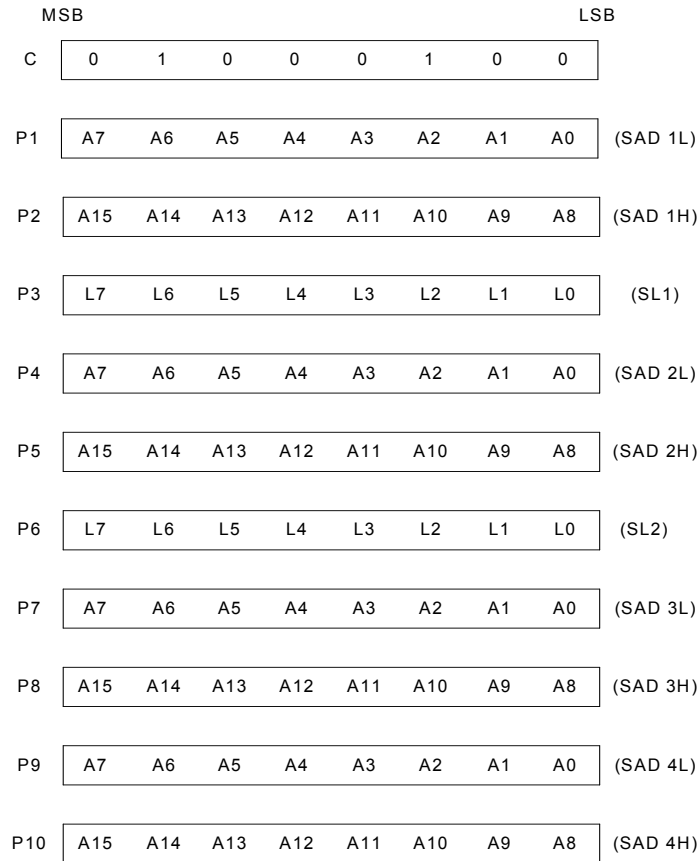 MSB LSB
C 0 1 0 0 0 1 0 0
P1 A7 A6 A5 A4 A3 A2 A1 A0 (SAD 1L)
P2 A15 A14 A13 A12 A11 A10 A9 A8 (SAD 1H)
P3 L7 L6 L5 L4 L3 L2 L1 L0 (SL1)
P4 A7 A6 A5 A4 A3 A2 A1 A0 (SAD 2L)
P5 A15 A14 A13 A12 A11 A10 A9 A8 (SAD 2H)
P6 L7 L6 L5 L4 L3 L2 L1 L0 (SL2)
P7 A7 A6 A5 A4 A3 A2 A1 A0 (SAD 3L)
P8 A15 A14 A13 A12 A11 A10 A9 A8 (SAD 3H)
P9 A7 A6 A5 A4 A3 A2 A1 A0 (SAD 4L)
P10 A15 A14 A13 A12 A11 A10 A9 A8 (SAD 4H)